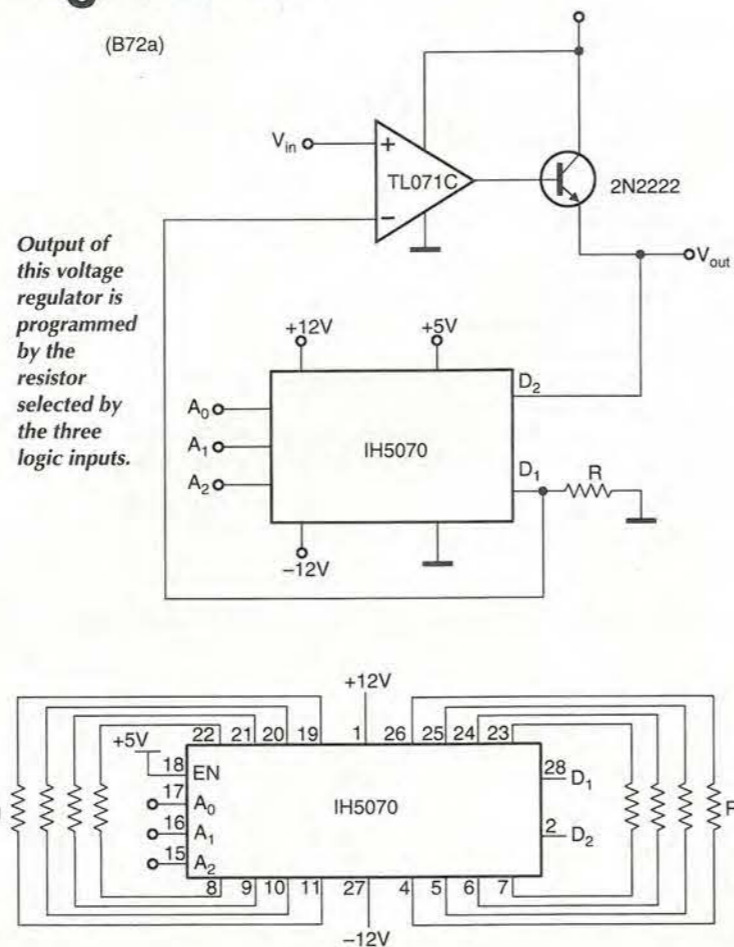 (B72a)
V_in
+
TL071C
−
2N2222
V_out
Output of
this voltage
regulator is
programmed
by the
resistor
selected by
the three
logic inputs.
+12V
+5V
D₂
A₀
A₁
IH5070
A₂
D₁
R
−12V
+12V
22 21 20 19 1 26 25 24 23
+5V
18 EN
28 D₁
17 A₀
IH5070
16 A₁
2 D₂
15 A₂
8 9 10 11 27 4 5 6 7
−12V